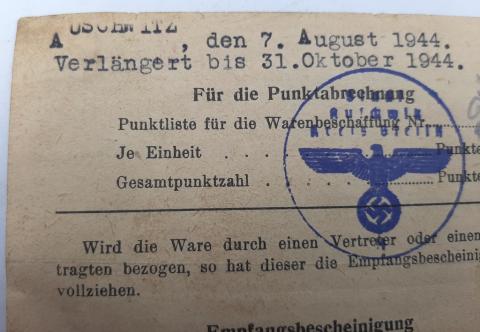 AUSCHWITZ, den 7. August 1944.
Verlängert bis 31.Oktober 1944.
Für die Punktabrechnung
Punktliste für die Warenbeschaffung Nr.
Je Einheit . . . . Punkte
Gesamtpunktzahl . . . . Punkte
Wird die Ware durch einen Vertreter oder einen
tragten bezogen, so hat dieser die Empfangsbescheini
vollziehen.
Empfangsbescheinigung